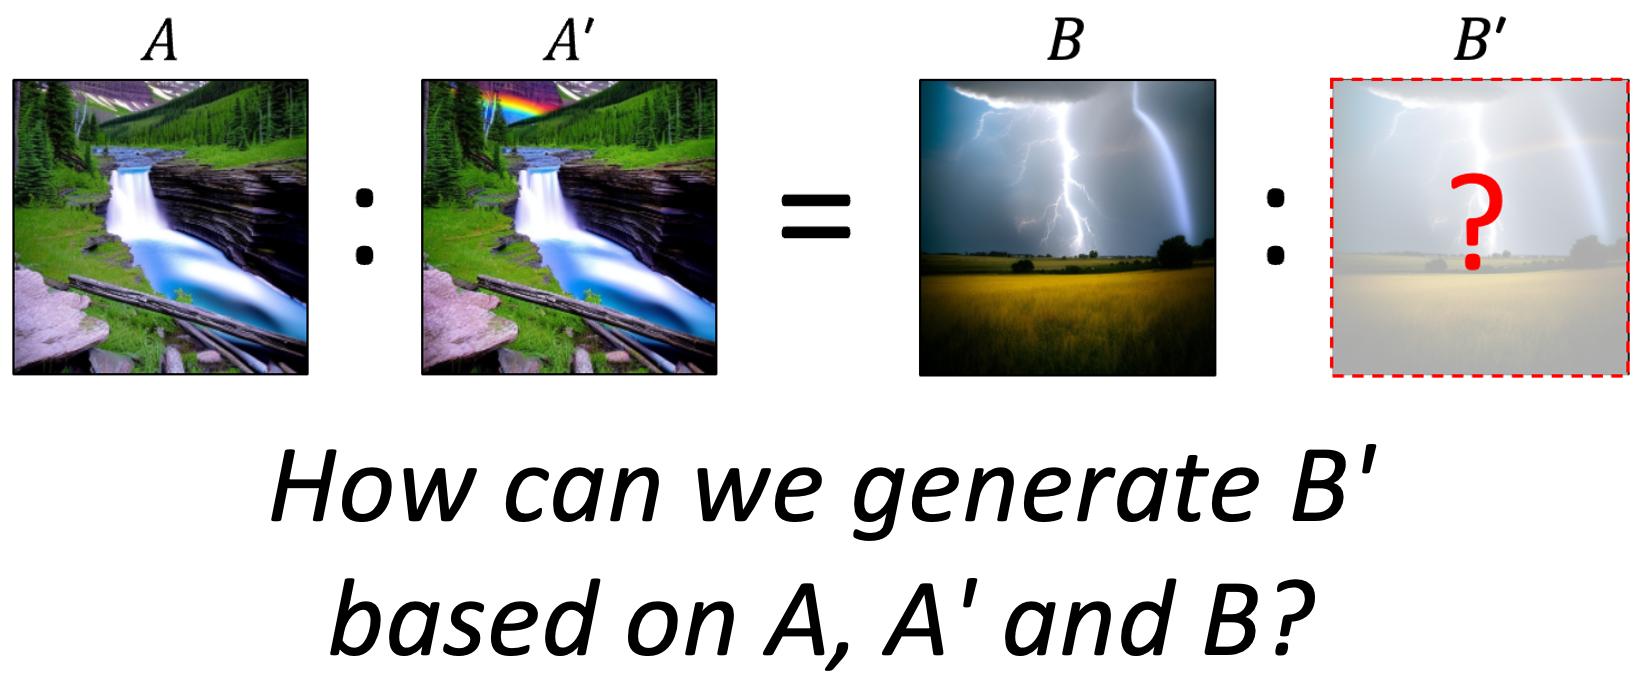 A A′ B B′
: = : ?
How can we generate B'
based on A, A' and B?